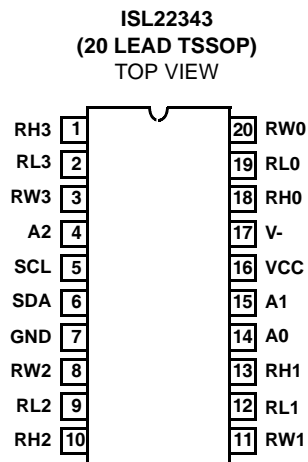 ISL22343
(20 LEAD TSSOP)
TOP VIEW
RH3 1 20 RW0
RL3 2 19 RL0
RW3 3 18 RH0
A2 4 17 V-
SCL 5 16 VCC
SDA 6 15 A1
GND 7 14 A0
RW2 8 13 RH1
RL2 9 12 RL1
RH2 10 11 RW1